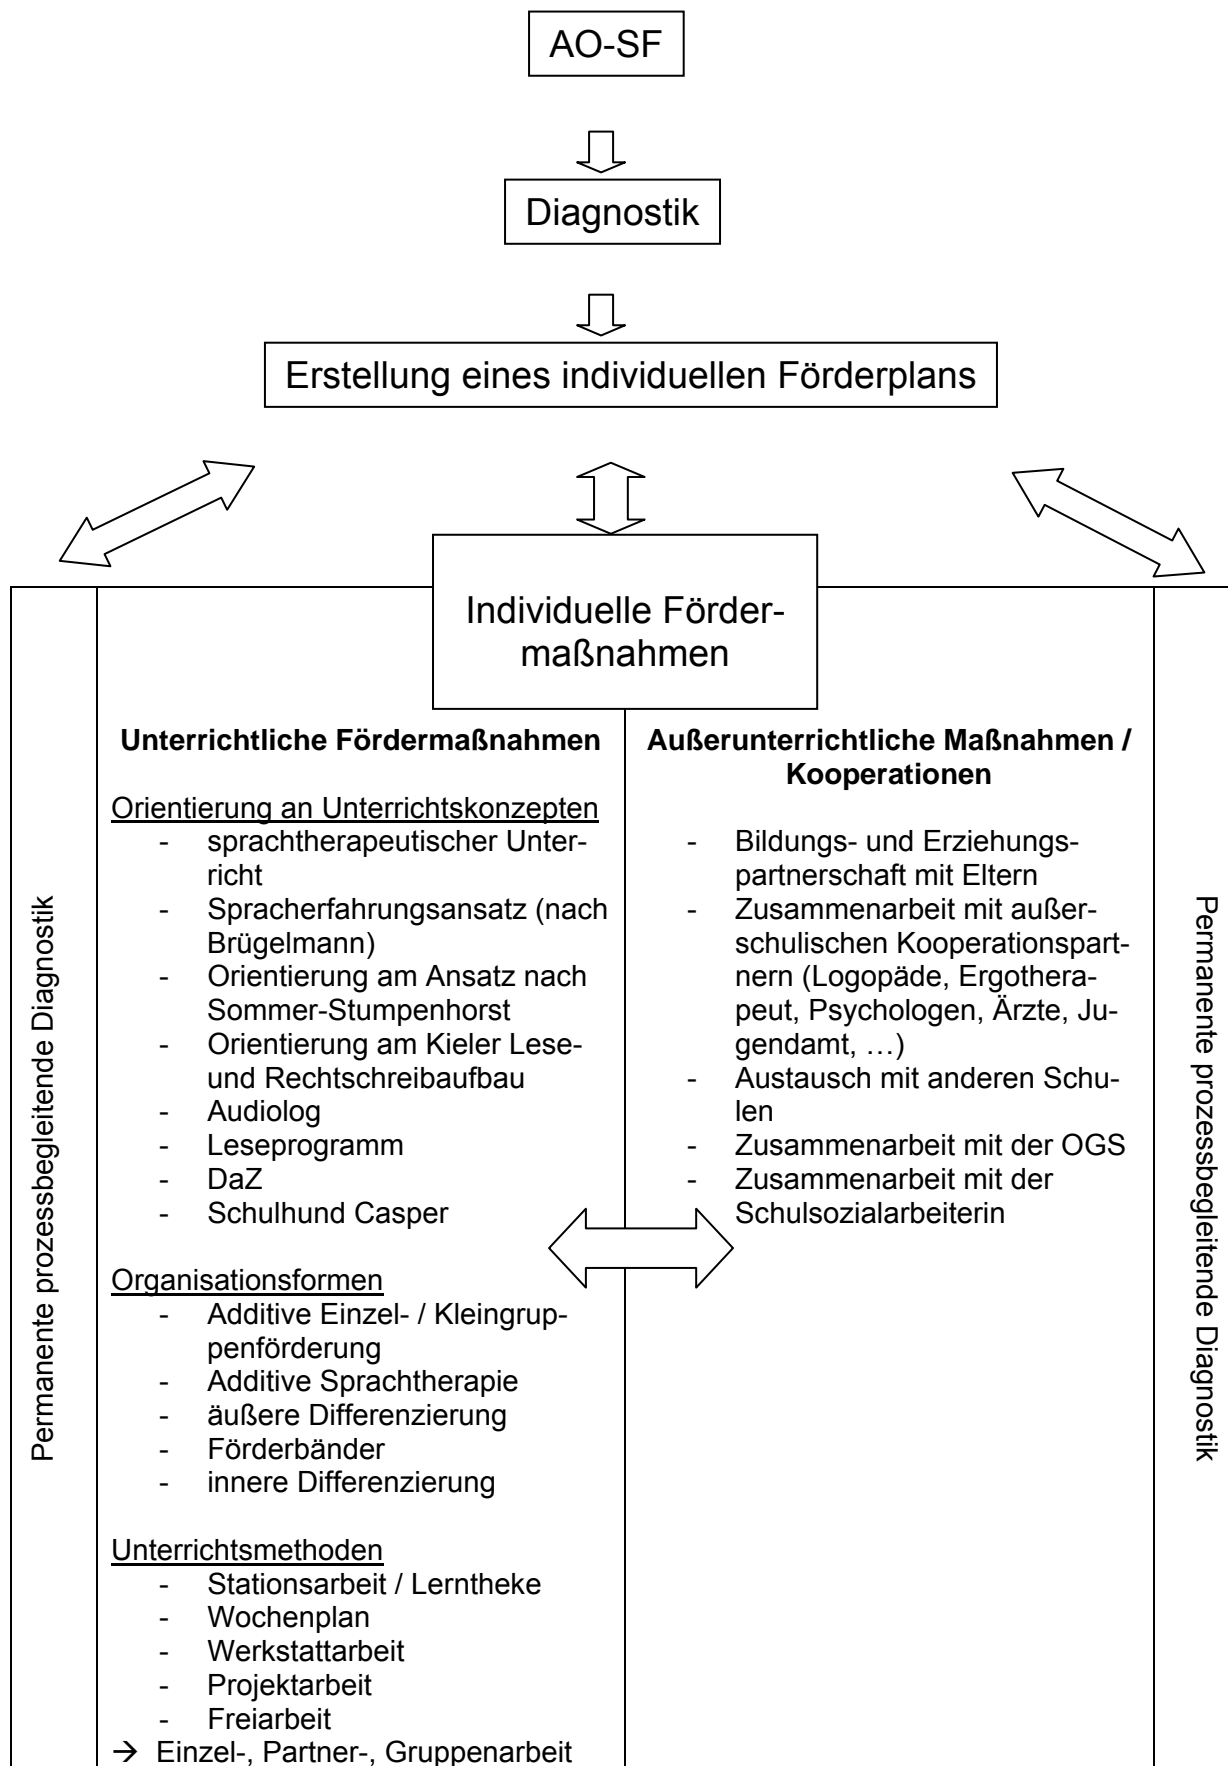 AO-SF
Diagnostik
Erstellung eines individuellen Förderplans
Individuelle Förder-
maßnahmen
Permanente prozessbegleitende Diagnostik
Unterrichtliche Fördermaßnahmen
Orientierung an Unterrichtskonzepten
- sprachtherapeutischer Unter-
richt
- Spracherfahrungsansatz (nach
Brügelmann)
- Orientierung am Ansatz nach
Sommer-Stumpenhorst
- Orientierung am Kieler Lese-
und Rechtschreibaufbau
- Audiolog
- Leseprogramm
- DaZ
- Schulhund Casper
Organisationsformen
- Additive Einzel- / Kleingrup-
penförderung
- Additive Sprachtherapie
- äußere Differenzierung
- Förderbänder
- innere Differenzierung
Unterrichtsmethoden
- Stationsarbeit / Lerntheke
- Wochenplan
- Werkstattarbeit
- Projektarbeit
- Freiarbeit
→ Einzel-, Partner-, Gruppenarbeit
Außerunterrichtliche Maßnahmen /
Kooperationen
- Bildungs- und Erziehungs-
partnerschaft mit Eltern
- Zusammenarbeit mit außer-
schulischen Kooperationspart-
nern (Logopäde, Ergothera-
peut, Psychologen, Ärzte, Ju-
gendamt, …)
- Austausch mit anderen Schu-
len
- Zusammenarbeit mit der OGS
- Zusammenarbeit mit der
Schulsozialarbeiterin
Permanente prozessbegleitende Diagnostik